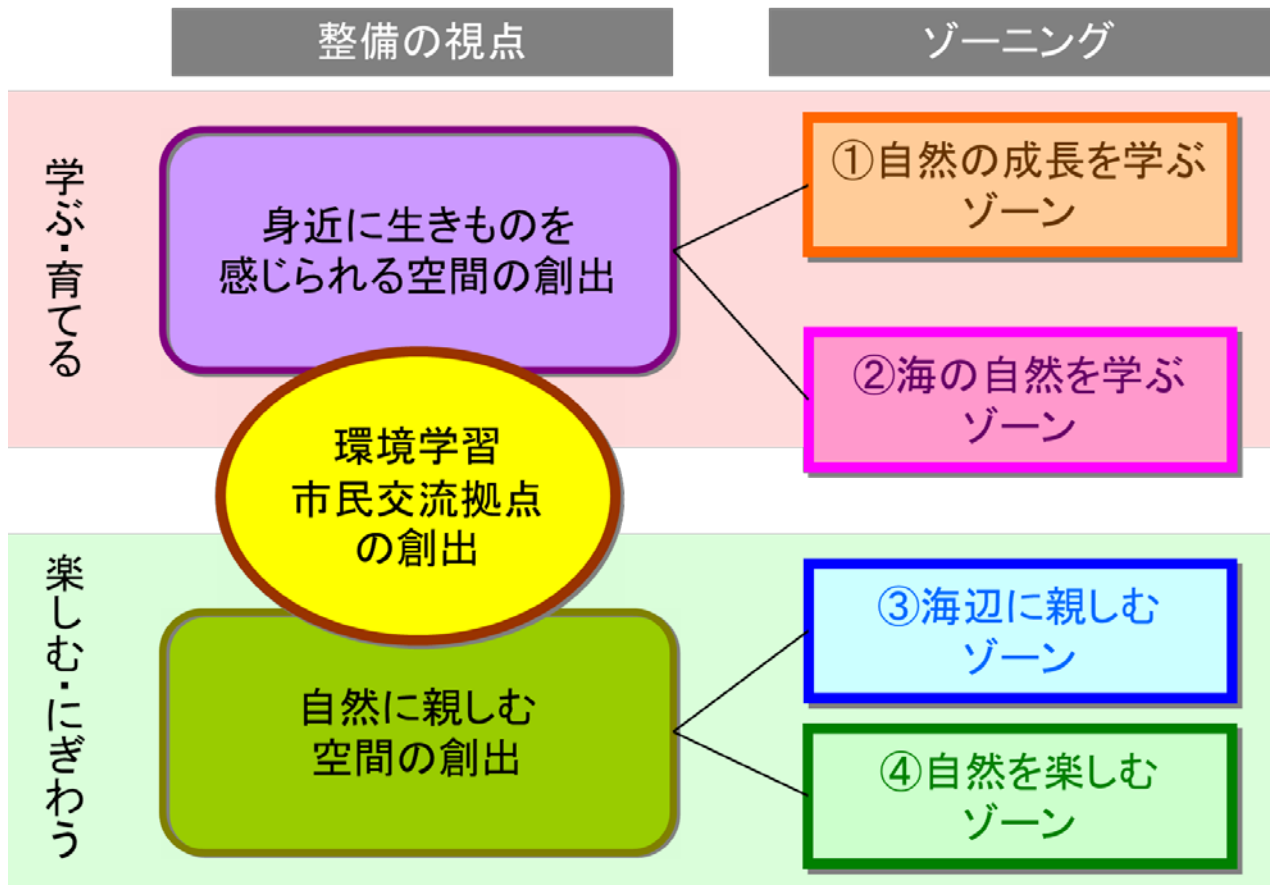 整備の視点
ゾーニング
学ぶ・育てる
身近に生きものを
感じられる空間の創出
①自然の成長を学ぶ
ゾーン
②海の自然を学ぶ
ゾーン
環境学習
市民交流拠点
の創出
楽しむ・にぎわう
自然に親しむ
空間の創出
③海辺に親しむ
ゾーン
④自然を楽しむ
ゾーン